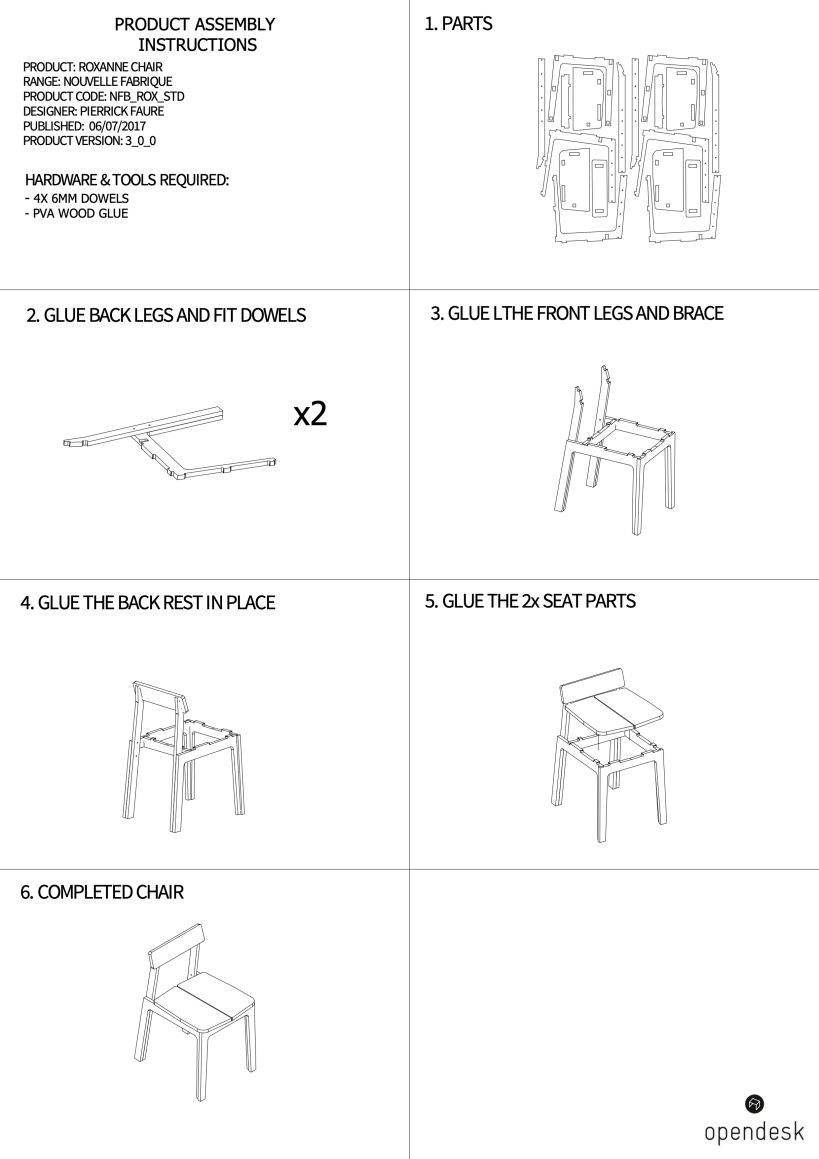 PRODUCT ASSEMBLY
INSTRUCTIONS
PRODUCT: ROXANNE CHAIR
RANGE: NOUVELLE FABRIQUE
PRODUCT CODE: NFB_ROX_STD
DESIGNER: PIERRICK FAURE
PUBLISHED: 06/07/2017
PRODUCT VERSION: 3_0_0
HARDWARE & TOOLS REQUIRED:
- 4X 6MM DOWELS
- PVA WOOD GLUE
1. PARTS
2. GLUE BACK LEGS AND FIT DOWELS
x2
3. GLUE LTHE FRONT LEGS AND BRACE
4. GLUE THE BACK REST IN PLACE
5. GLUE THE 2x SEAT PARTS
6. COMPLETED CHAIR
opendesk